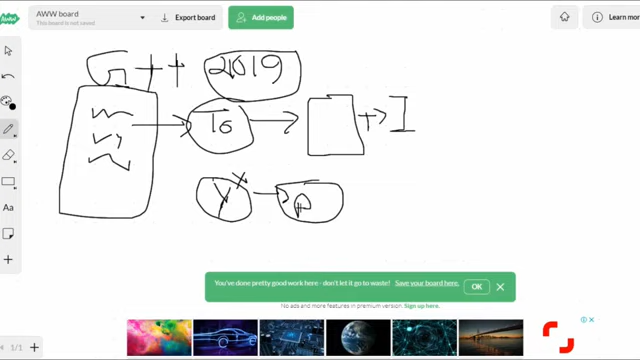 AWW board
This board is not saved
Export board
Add people
Learn more
G++ 2019
10
I
Y x
Aa
You've done pretty good work here - don't let it go to waste! Save your board here.
OK
No ads and more features in premium version. Sign up here.
1/1